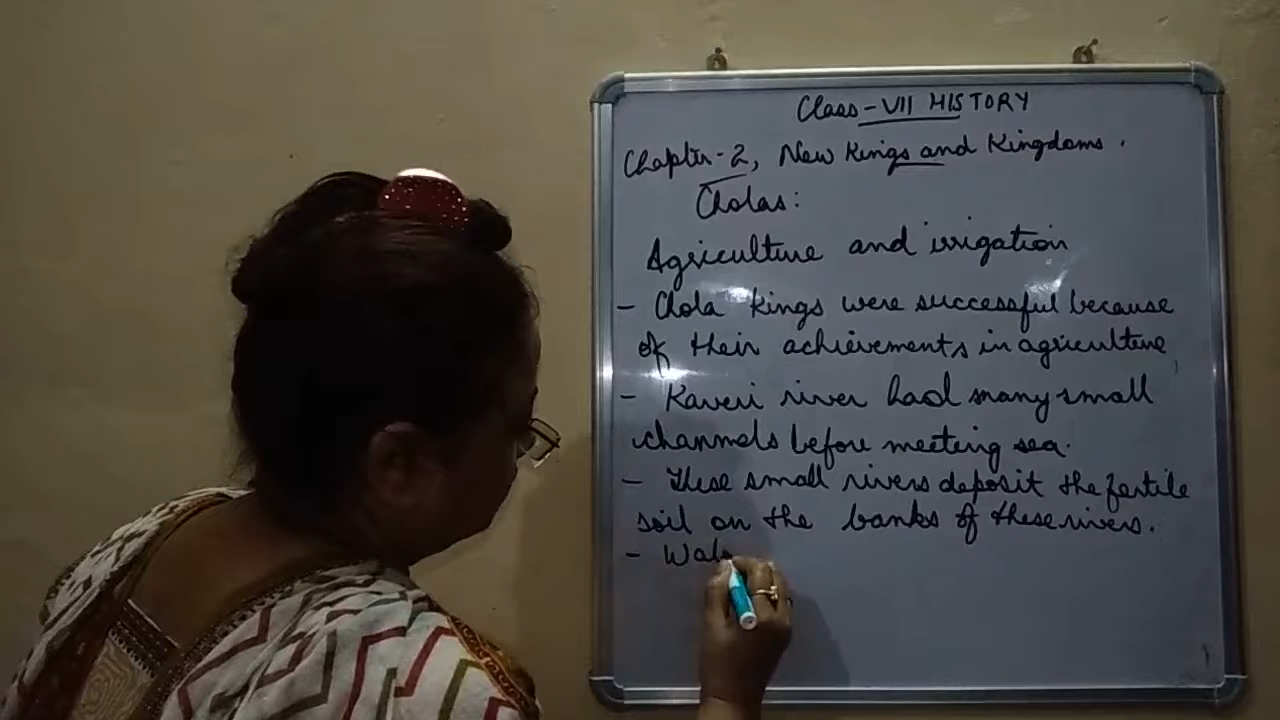 Class-VII HISTORY
Chapter-2, New Kings and Kingdoms.
Cholas:
Agriculture and irrigation
- Chola kings were successful because
of their achievements in agriculture,
- Kaveri river had many small
channels before meeting sea.
- These small rivers deposit the fertile
soil on the banks of these rivers.
- Wat